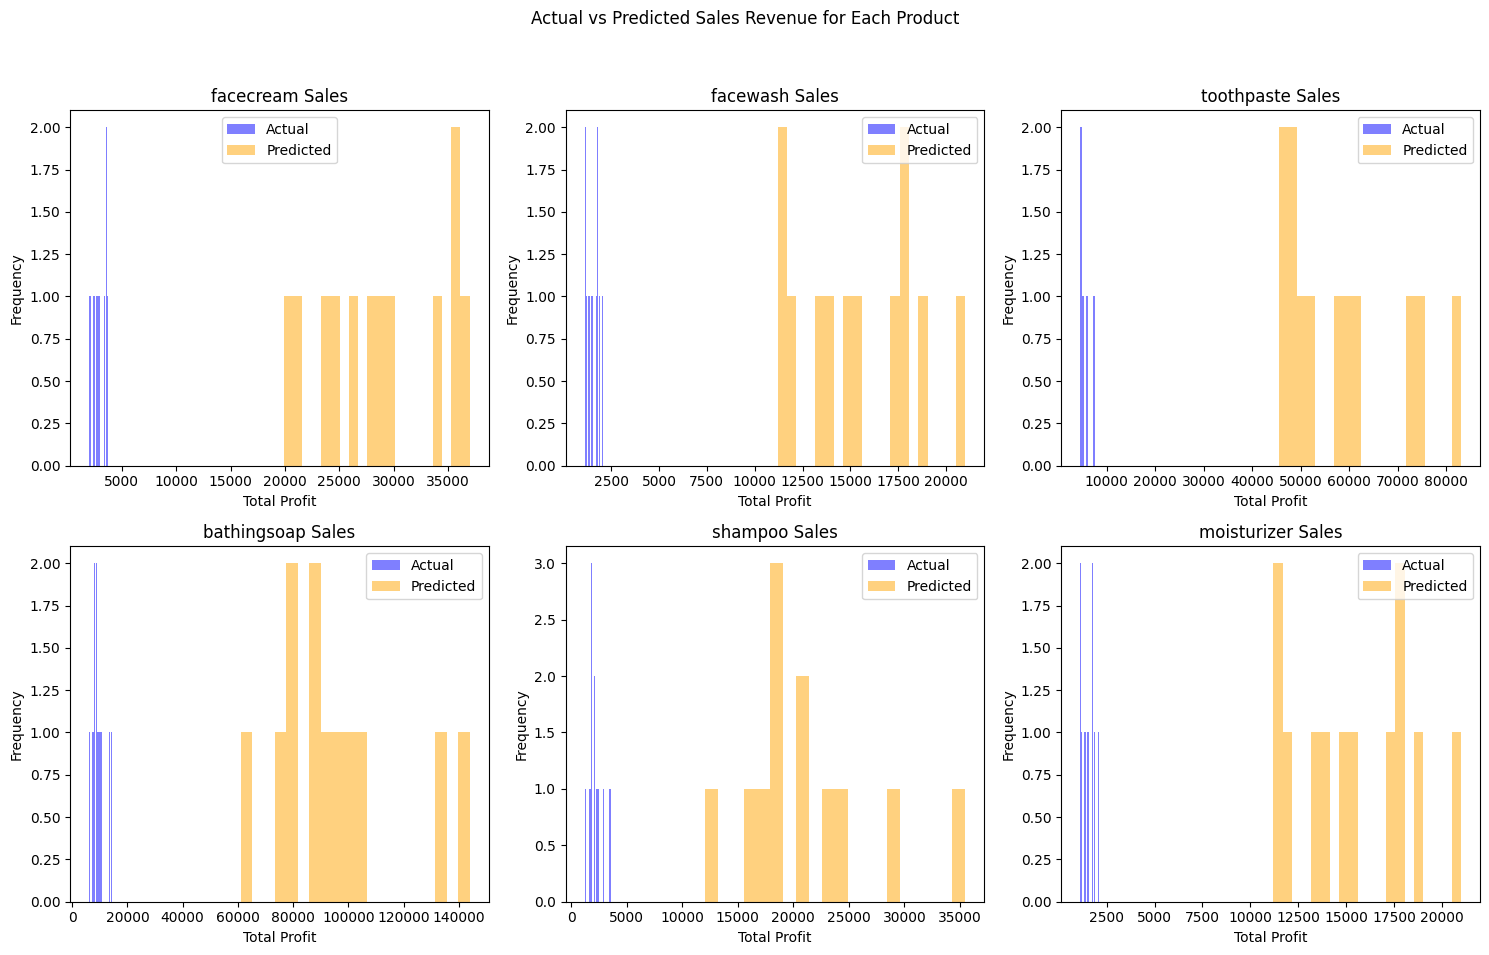 Actual vs Predicted Sales Revenue for Each Product
facecream Sales
Actual
Predicted
2.00
1.75
1.50
1.25
1.00
0.75
0.50
0.25
0.00
Frequency
5000 10000 15000 20000 25000 30000 35000
Total Profit
facewash Sales
Actual
Predicted
2.00
1.75
1.50
1.25
1.00
0.75
0.50
0.25
0.00
Frequency
2500 5000 7500 10000 12500 15000 17500 20000
Total Profit
toothpaste Sales
Actual
Predicted
2.00
1.75
1.50
1.25
1.00
0.75
0.50
0.25
0.00
Frequency
10000 20000 30000 40000 50000 60000 70000 80000
Total Profit
bathingsoap Sales
Actual
Predicted
2.00
1.75
1.50
1.25
1.00
0.75
0.50
0.25
0.00
Frequency
0 20000 40000 60000 80000 100000 120000 140000
Total Profit
shampoo Sales
Actual
Predicted
3.0
2.5
2.0
1.5
1.0
0.5
0.0
Frequency
0 5000 10000 15000 20000 25000 30000 35000
Total Profit
moisturizer Sales
Actual
Predicted
2.00
1.75
1.50
1.25
1.00
0.75
0.50
0.25
0.00
Frequency
2500 5000 7500 10000 12500 15000 17500 20000
Total Profit